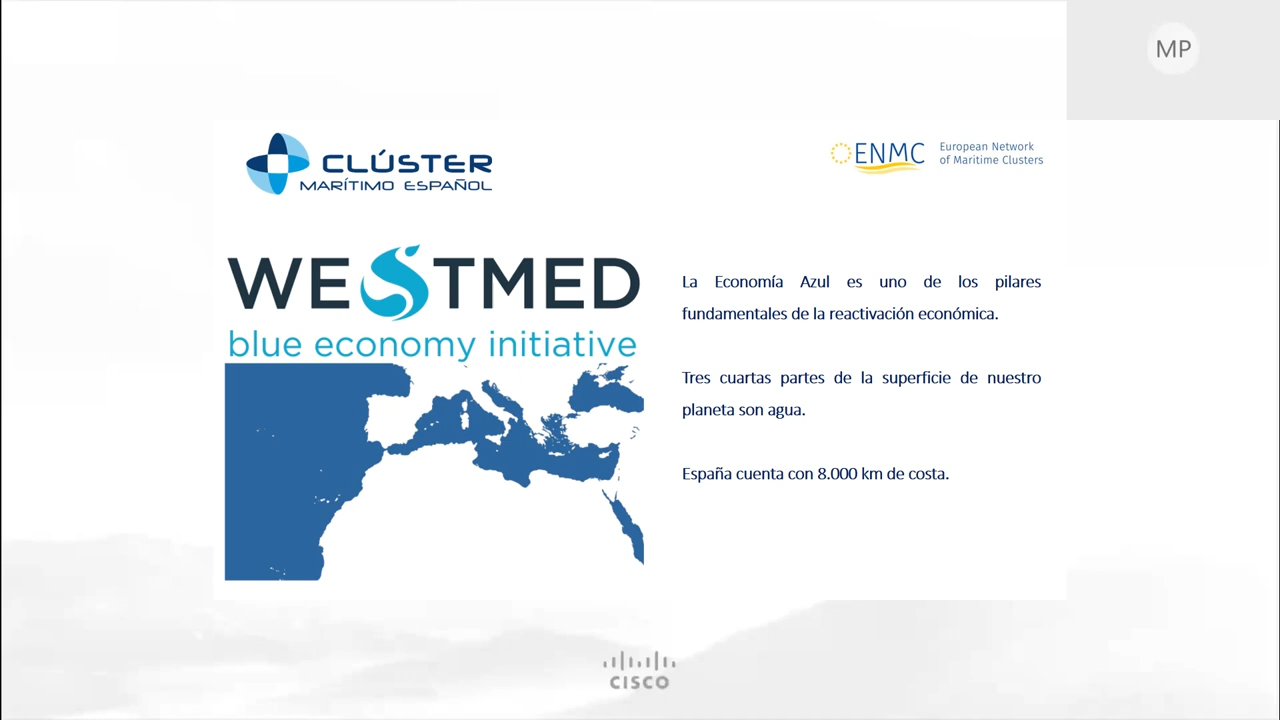 MP
CLÚSTER
MARÍTIMO ESPAÑOL
ENMC
European Network
of Maritime Clusters
WESTMED
blue economy initiative
La Economía Azul es uno de los pilares
fundamentales de la reactivación económica.
Tres cuartas partes de la superficie de nuestro
planeta son agua.
España cuenta con 8.000 km de costa.
CISCO